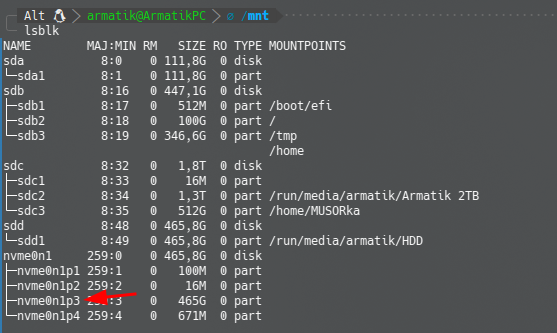 Alt armatik@ArmatikPC ∅ /mnt
lsblk
NAME MAJ:MIN RM SIZE RO TYPE MOUNTPOINTS
sda 8:0 0 111,8G 0 disk
└─sda1 8:1 0 111,8G 0 part
sdb 8:16 0 447,1G 0 disk
├─sdb1 8:17 0 512M 0 part /boot/efi
├─sdb2 8:18 0 100G 0 part /
└─sdb3 8:19 0 346,6G 0 part /tmp
/home
sdc 8:32 0 1,8T 0 disk
├─sdc1 8:33 0 16M 0 part
├─sdc2 8:34 0 1,3T 0 part /run/media/armatik/Armatik 2TB
└─sdc3 8:35 0 512G 0 part /home/MUSORka
sdd 8:48 0 465,8G 0 disk
└─sdd1 8:49 0 465,8G 0 part /run/media/armatik/HDD
nvme0n1 259:0 0 465,8G 0 disk
├─nvme0n1p1 259:1 0 100M 0 part
├─nvme0n1p2 259:2 0 16M 0 part
├─nvme0n1p3 259:3 0 465G 0 part
└─nvme0n1p4 259:4 0 671M 0 part